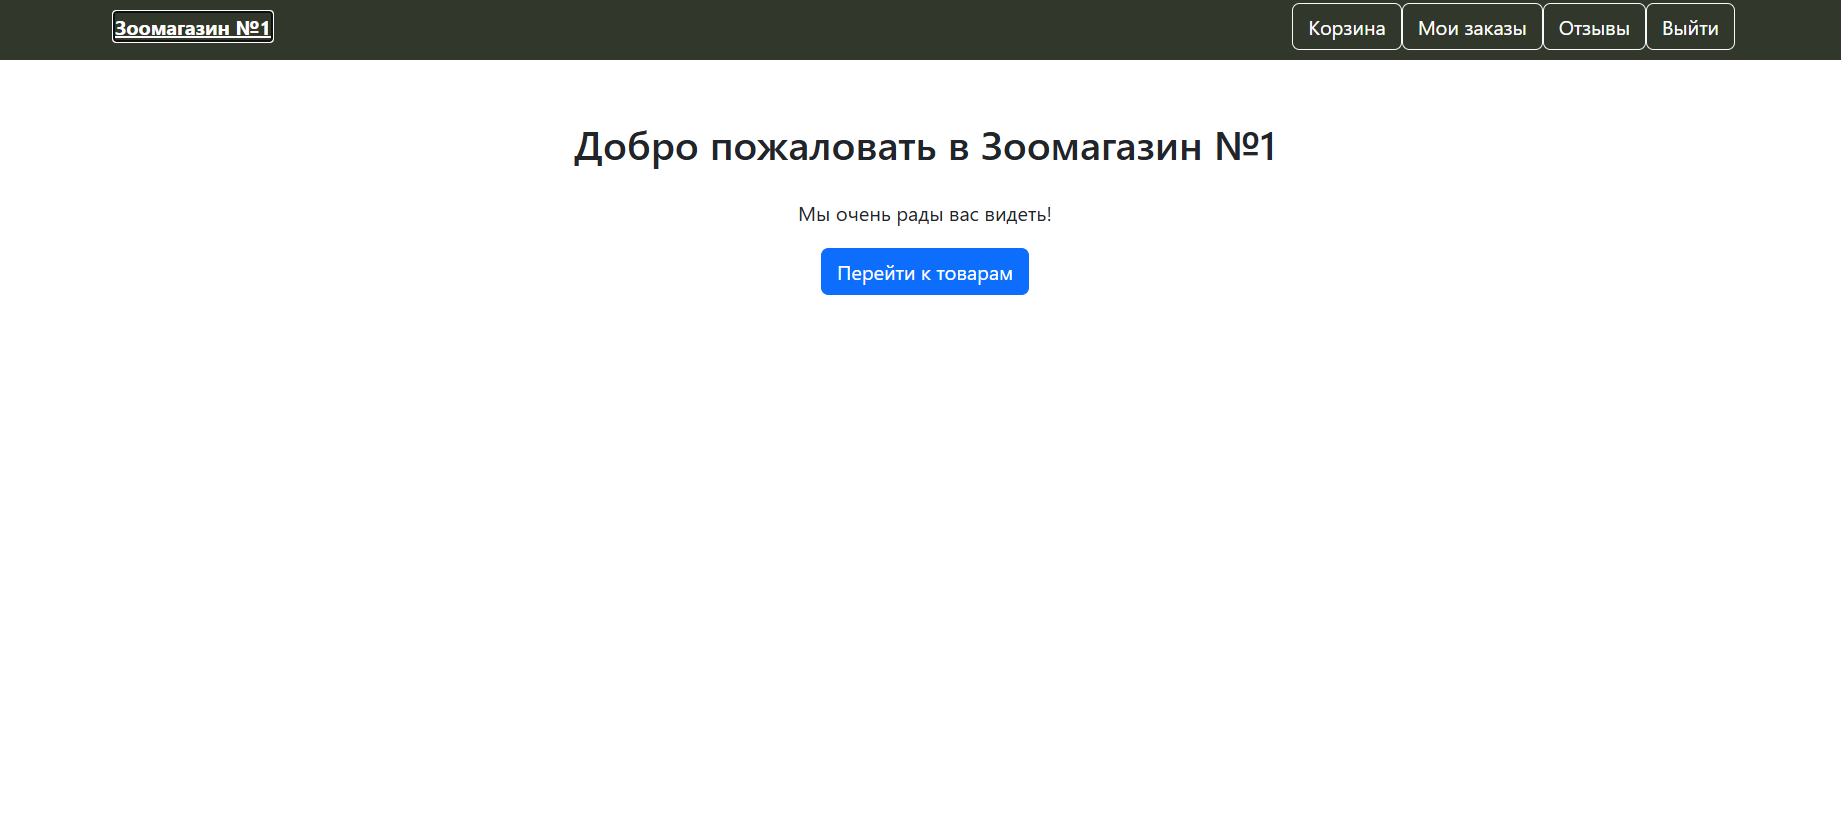 Зоомагазин №1
Корзина Мои заказы Отзывы Выйти
Добро пожаловать в Зоомагазин №1
Мы очень рады вас видеть!
Перейти к товарам